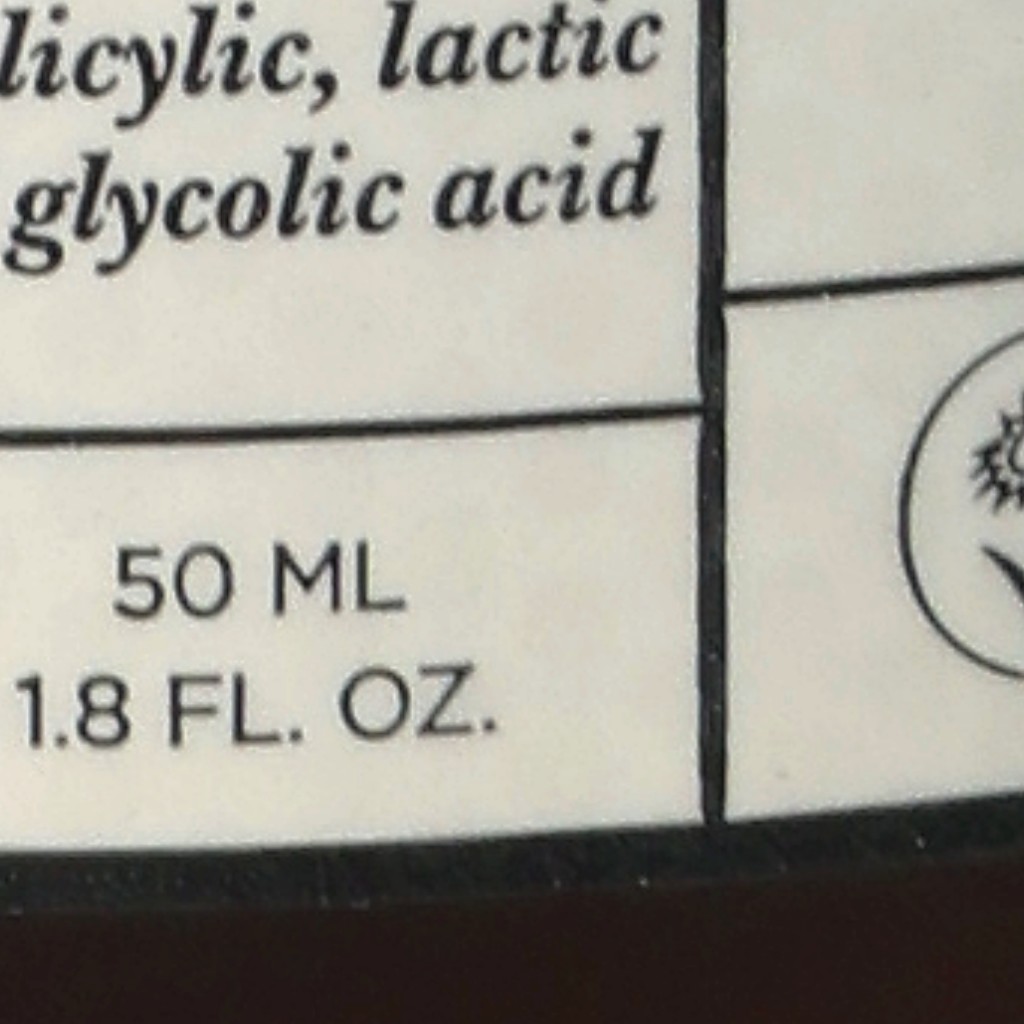 licylic, lactic
glycolic acid
50 ML
1.8 FL. OZ.